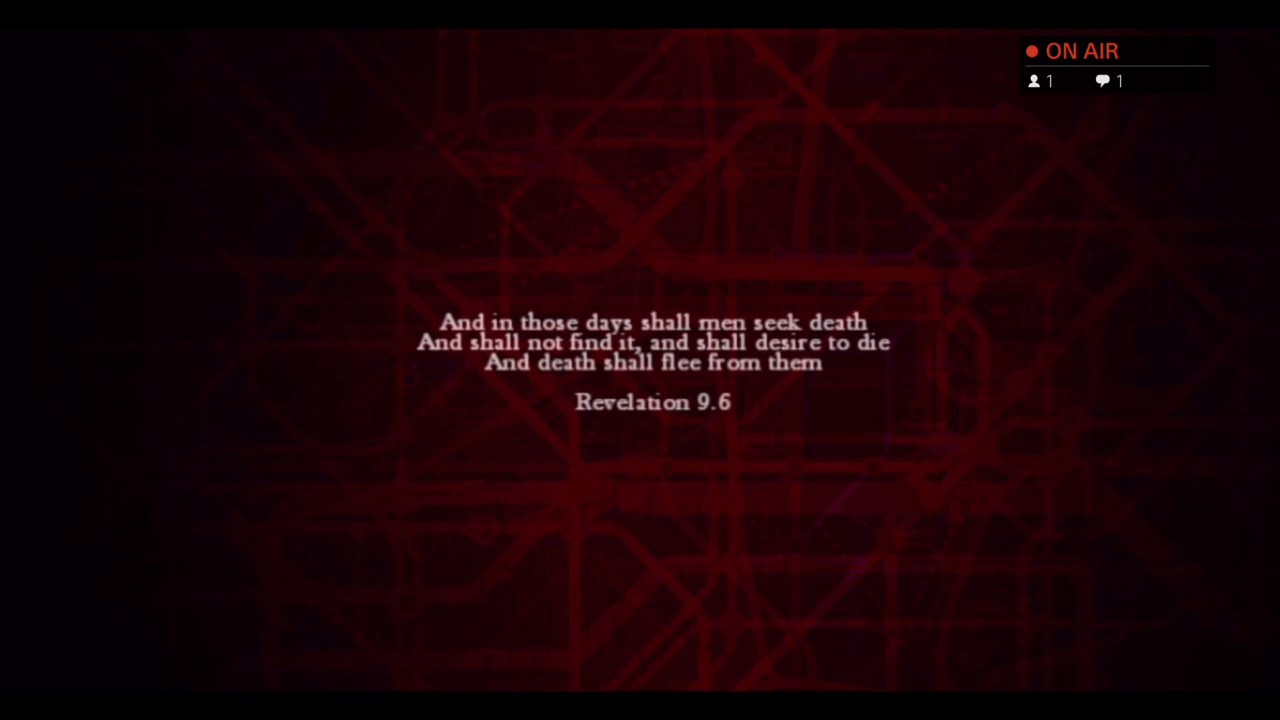 ON AIR
1 1
And in those days shall men seek death
And shall not find it, and shall desire to die
And death shall flee from them
Revelation 9.6